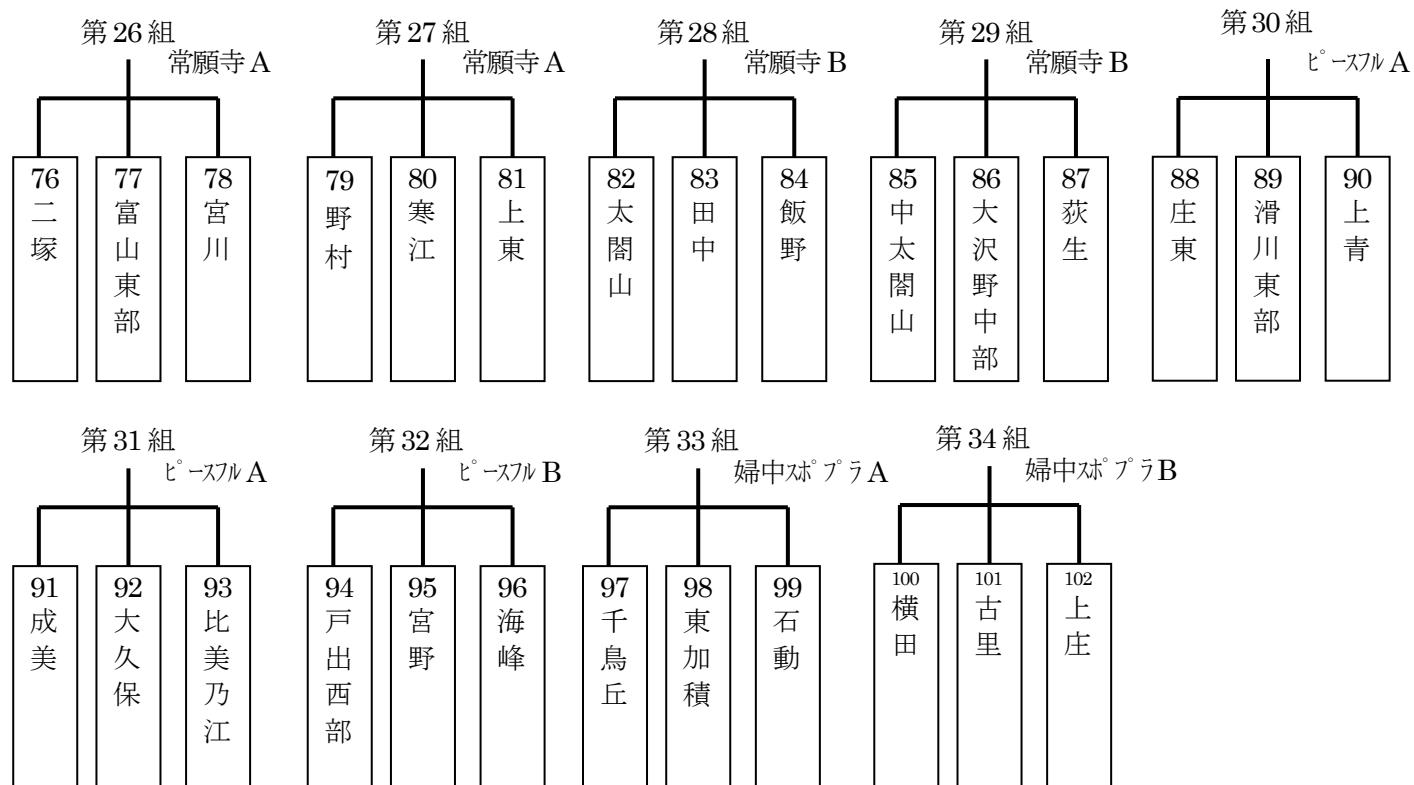 第26組
常願寺A
76 二塚
77 富山東部
78 宮川
第27組
常願寺A
79 野村
80 寒江
81 上東
第28組
常願寺B
82 太閤山
83 田中
84 飯野
第29組
常願寺B
85 中太閤山
86 大沢野中部
87 荻生
第30組
ﾋﾟｰｽﾌﾙA
88 庄東
89 滑川東部
90 上青
第31組
ﾋﾟｰｽﾌﾙA
91 成美
92 大久保
93 比美乃江
第32組
ﾋﾟｰｽﾌﾙB
94 戸出西部
95 宮野
96 海峰
第33組
婦中ｽﾎﾟﾌﾟﾗA
97 千鳥丘
98 東加積
99 石動
第34組
婦中ｽﾎﾟﾌﾟﾗB
100 横田
101 古里
102 上庄